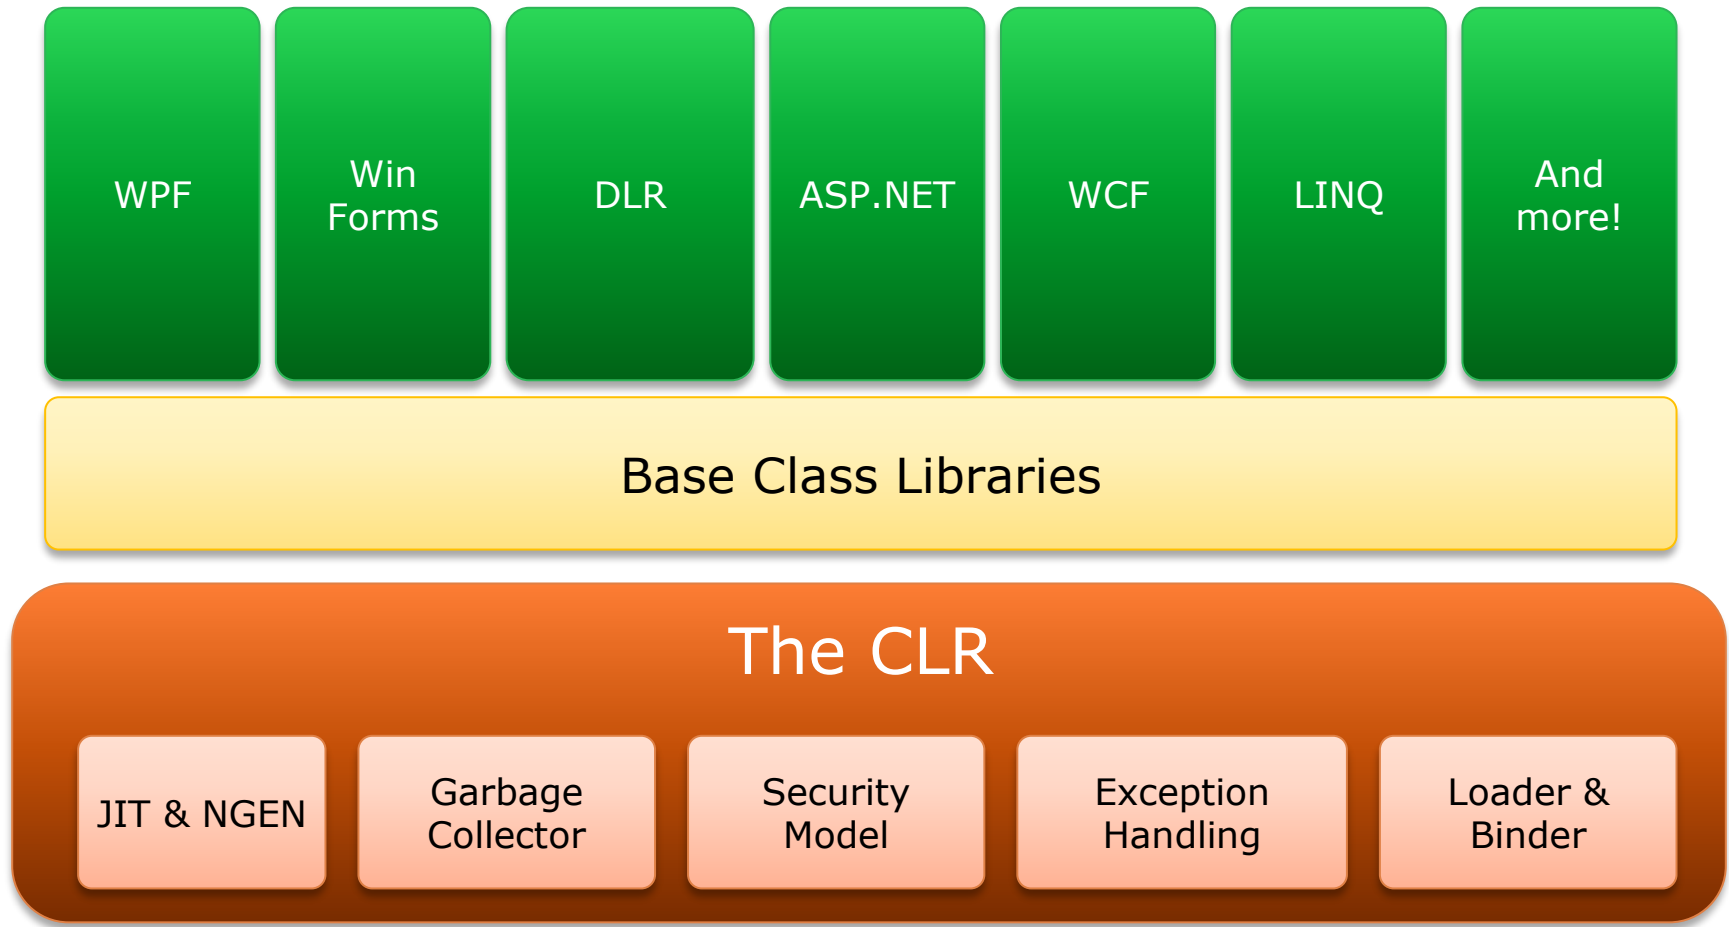 WPF
Win
Forms
DLR
ASP.NET
WCF
LINQ
And
more!
Base Class Libraries
The CLR
JIT & NGEN
Garbage
Collector
Security
Model
Exception
Handling
Loader &
Binder